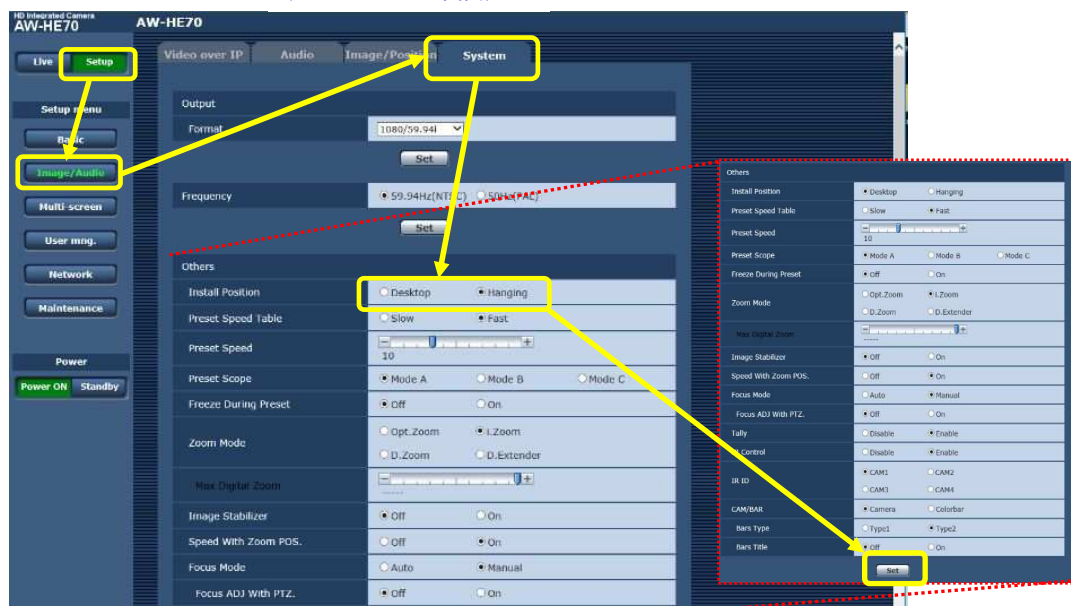 HD Integrated Camera
AW-HE70
AW-HE70
Live Setup
Setup menu
Basic
Image/Audio
Multi-screen
User mng.
Network
Maintenance
Power
Power ON Standby
Video over IP Audio Image/Position System
Output
Format 1080/59.94i
Set
Frequency 59.94Hz(NTSC) 50Hz(PAL)
Set
Others
Install Position Desktop Hanging
Preset Speed Table Slow Fast
Preset Speed - +
10
Preset Scope Mode A Mode B Mode C
Freeze During Preset Off On
Zoom Mode Opt.Zoom i.Zoom
D.Zoom D.Extender
Max Digital Zoom - +
-----
Image Stabilizer Off On
Speed With Zoom POS. Off On
Focus Mode Auto Manual
Focus ADJ With PTZ. Off On
Others
Install Position Desktop Hanging
Preset Speed Table Slow Fast
Preset Speed - +
10
Preset Scope Mode A Mode B Mode C
Freeze During Preset Off On
Zoom Mode Opt.Zoom i.Zoom
D.Zoom D.Extender
Max Digital Zoom - +
-----
Image Stabilizer Off On
Speed With Zoom POS. Off On
Focus Mode Auto Manual
Focus ADJ With PTZ. Off On
Tally Disable Enable
Control Disable Enable
IR ID CAM1 CAM2
CAM3 CAM4
CAM/BAR Camera Colorbar
Bars Type Type1 Type2
Bars Title Off On
Set